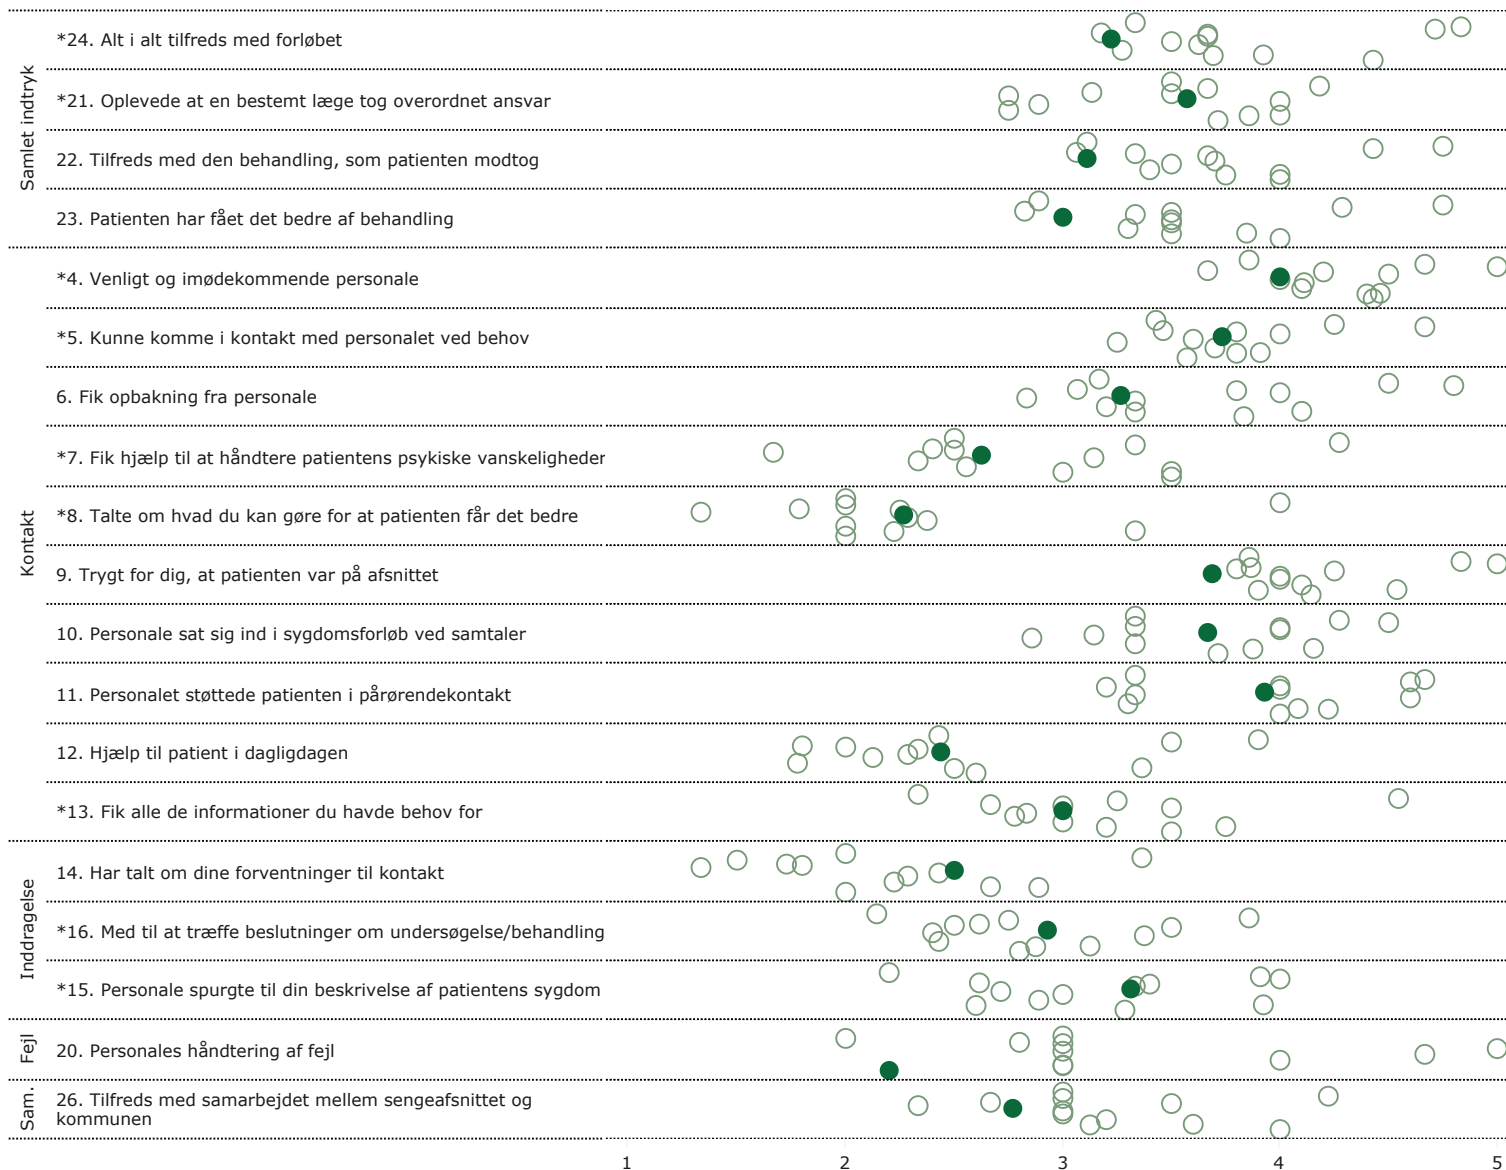 Samlet indtryk
*24. Alt i alt tilfreds med forløbet
*21. Oplevede at en bestemt læge tog overordnet ansvar
22. Tilfreds med den behandling, som patienten modtog
23. Patienten har fået det bedre af behandling
Kontakt
*4. Venligt og imødekommende personale
*5. Kunne komme i kontakt med personalet ved behov
6. Fik opbakning fra personale
*7. Fik hjælp til at håndtere patientens psykiske vanskeligheder
*8. Talte om hvad du kan gøre for at patienten får det bedre
9. Trygt for dig, at patienten var på afsnittet
10. Personale sat sig ind i sygdomsforløb ved samtaler
11. Personalet støttede patienten i pårørendekontakt
12. Hjælp til patient i dagligdagen
*13. Fik alle de informationer du havde behov for
Inddragelse
14. Har talt om dine forventninger til kontakt
*16. Med til at træffe beslutninger om undersøgelse/behandling
*15. Personale spurgte til din beskrivelse af patientens sygdom
Fejl
20. Personales håndtering af fejl
Sam.
26. Tilfreds med samarbejdet mellem sengeafsnittet og
kommunen
1 2 3 4 5